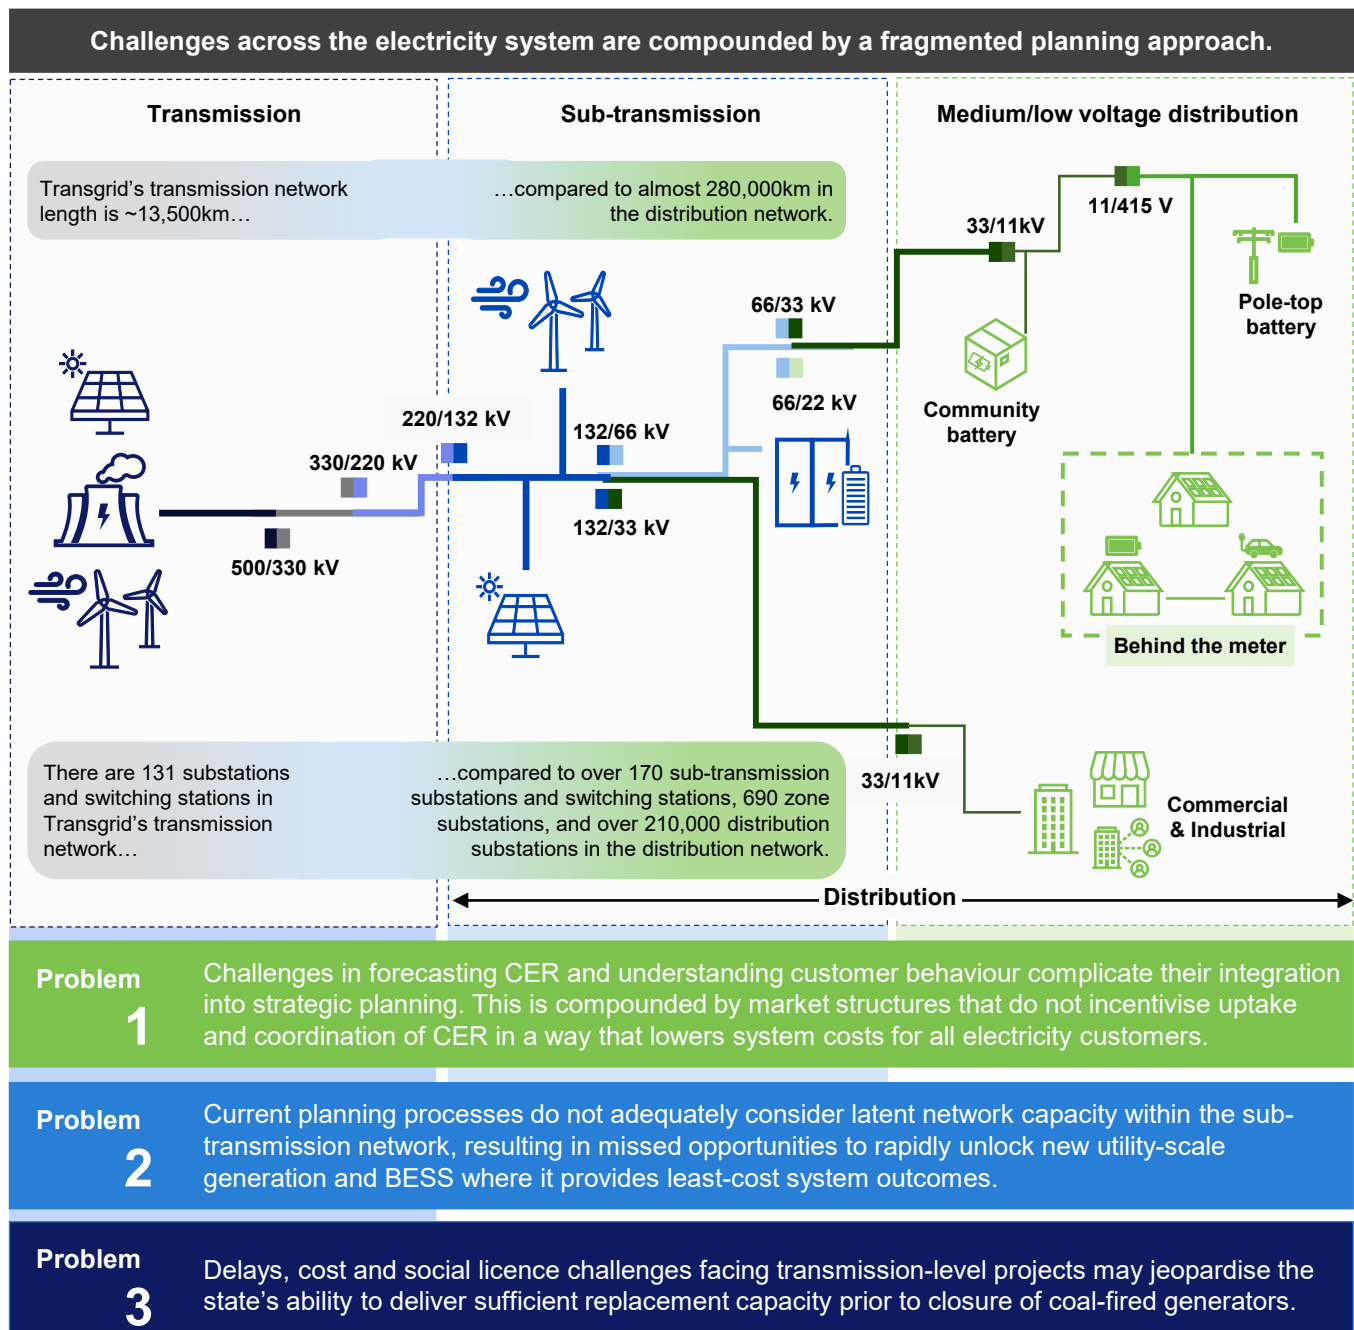 Challenges across the electricity system are compounded by a fragmented planning approach.
Transmission
Sub-transmission
Medium/low voltage distribution
Transgrid’s transmission network
length is ~13,500km…
…compared to almost 280,000km in
the distribution network.
11/415 V
33/11kV
Pole-top
battery
66/33 kV
66/22 kV
Community
battery
220/132 kV
132/66 kV
330/220 kV
132/33 kV
500/330 kV
Behind the meter
There are 131 substations
and switching stations in
Transgrid’s transmission
network…
…compared to over 170 sub-transmission
substations and switching stations, 690 zone
substations, and over 210,000 distribution
substations in the distribution network.
33/11kV
Commercial
& Industrial
Distribution
Problem
1
Challenges in forecasting CER and understanding customer behaviour complicate their integration
into strategic planning. This is compounded by market structures that do not incentivise uptake
and coordination of CER in a way that lowers system costs for all electricity customers.
Problem
2
Current planning processes do not adequately consider latent network capacity within the sub-
transmission network, resulting in missed opportunities to rapidly unlock new utility-scale
generation and BESS where it provides least-cost system outcomes.
Problem
3
Delays, cost and social licence challenges facing transmission-level projects may jeopardise the
state’s ability to deliver sufficient replacement capacity prior to closure of coal-fired generators.